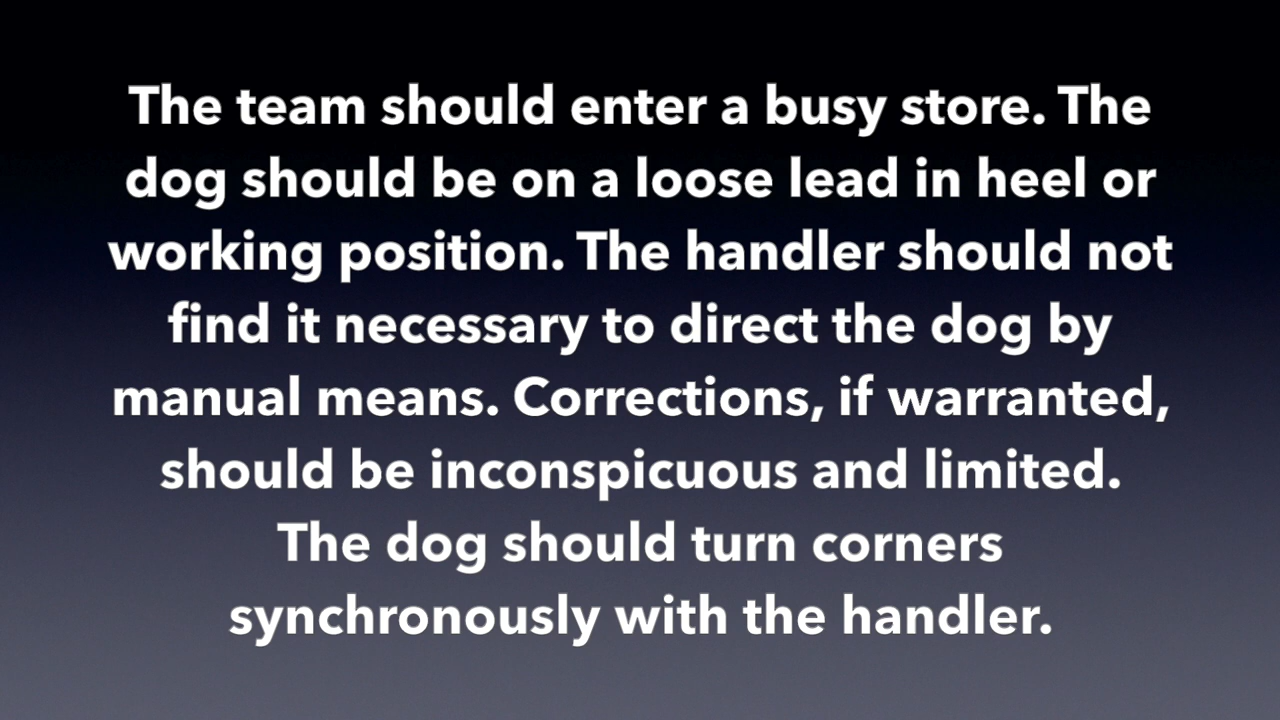 The team should enter a busy store. The
dog should be on a loose lead in heel or
working position. The handler should not
find it necessary to direct the dog by
manual means. Corrections, if warranted,
should be inconspicuous and limited.
The dog should turn corners
synchronously with the handler.